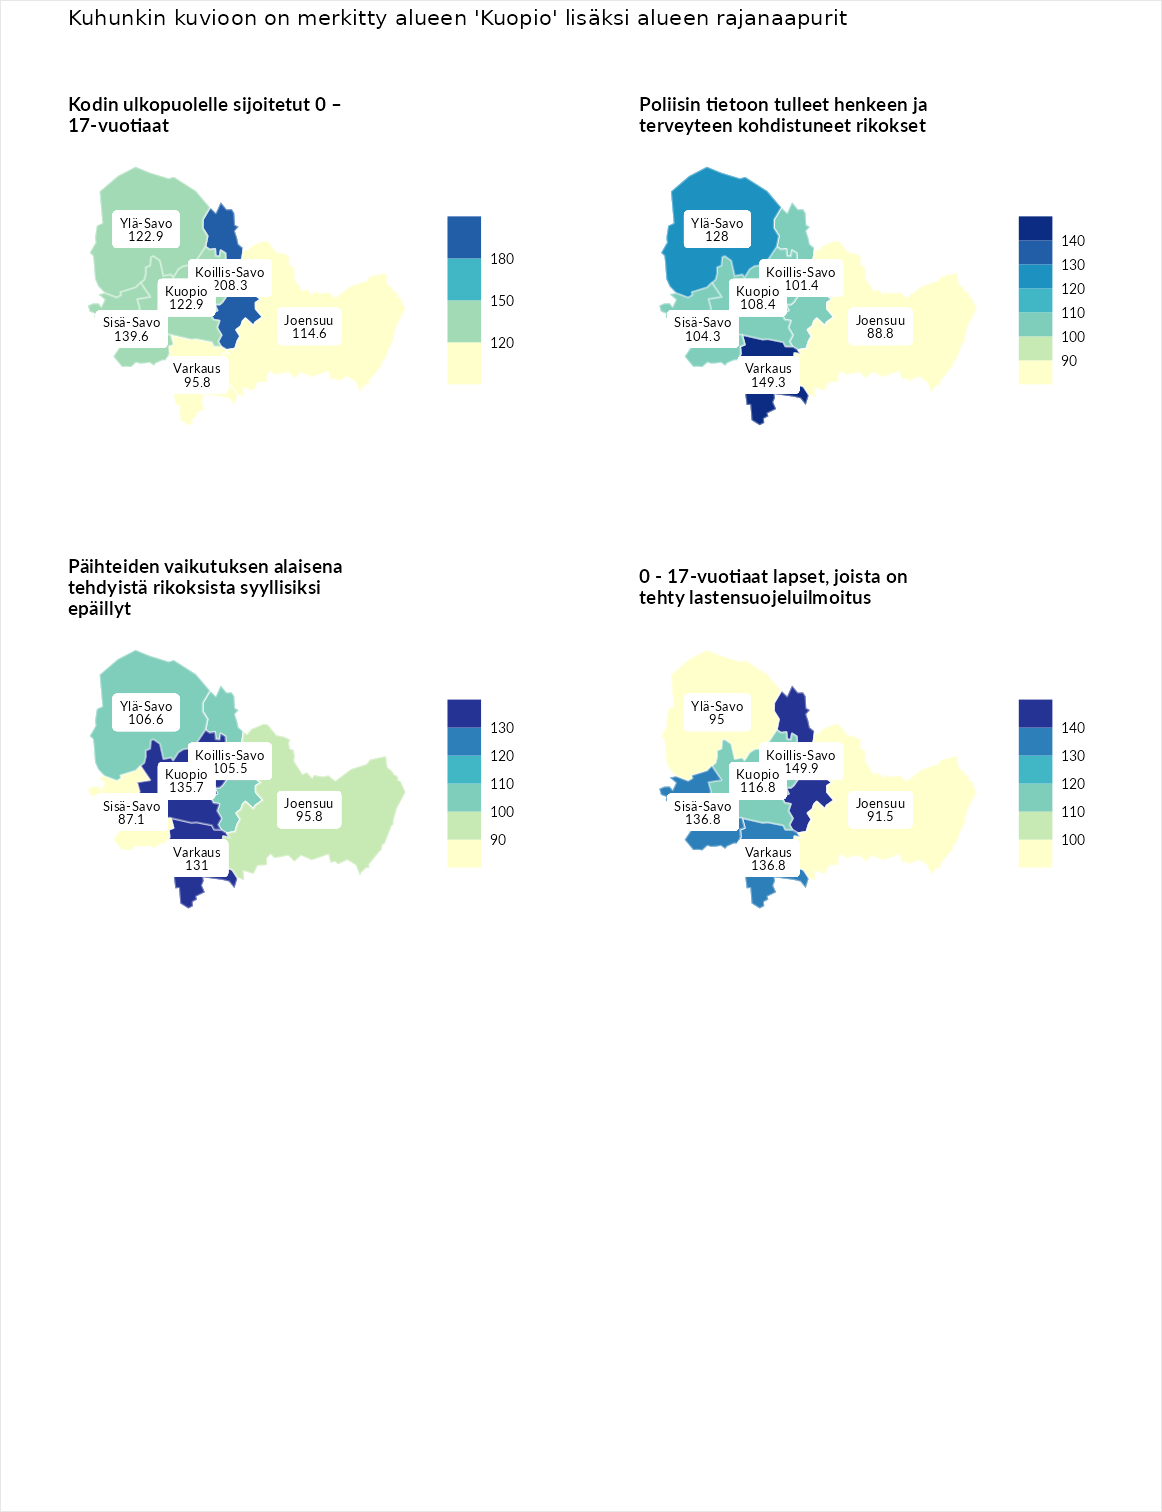 Kuhunkin kuvioon on merkitty alueen 'Kuopio' lisäksi alueen rajanaapurit
Kodin ulkopuolelle sijoitetut 0 –
17-vuotiaat
Ylä-Savo
122.9
Koillis-Savo
208.3
Kuopio
122.9
Sisä-Savo
139.6
Joensuu
114.6
Varkaus
95.8
180
150
120
Poliisin tietoon tulleet henkeen ja
terveyteen kohdistuneet rikokset
Ylä-Savo
128
Koillis-Savo
101.4
Kuopio
108.4
Sisä-Savo
104.3
Joensuu
88.8
Varkaus
149.3
140
130
120
110
100
90
Päihteiden vaikutuksen alaisena
tehdyistä rikoksista syyllisiksi
epäillyt
Ylä-Savo
106.6
Koillis-Savo
105.5
Kuopio
135.7
Sisä-Savo
87.1
Joensuu
95.8
Varkaus
131
130
120
110
100
90
0 - 17-vuotiaat lapset, joista on
tehty lastensuojeluilmoitus
Ylä-Savo
95
Koillis-Savo
149.9
Kuopio
116.8
Sisä-Savo
136.8
Joensuu
91.5
Varkaus
136.8
140
130
120
110
100